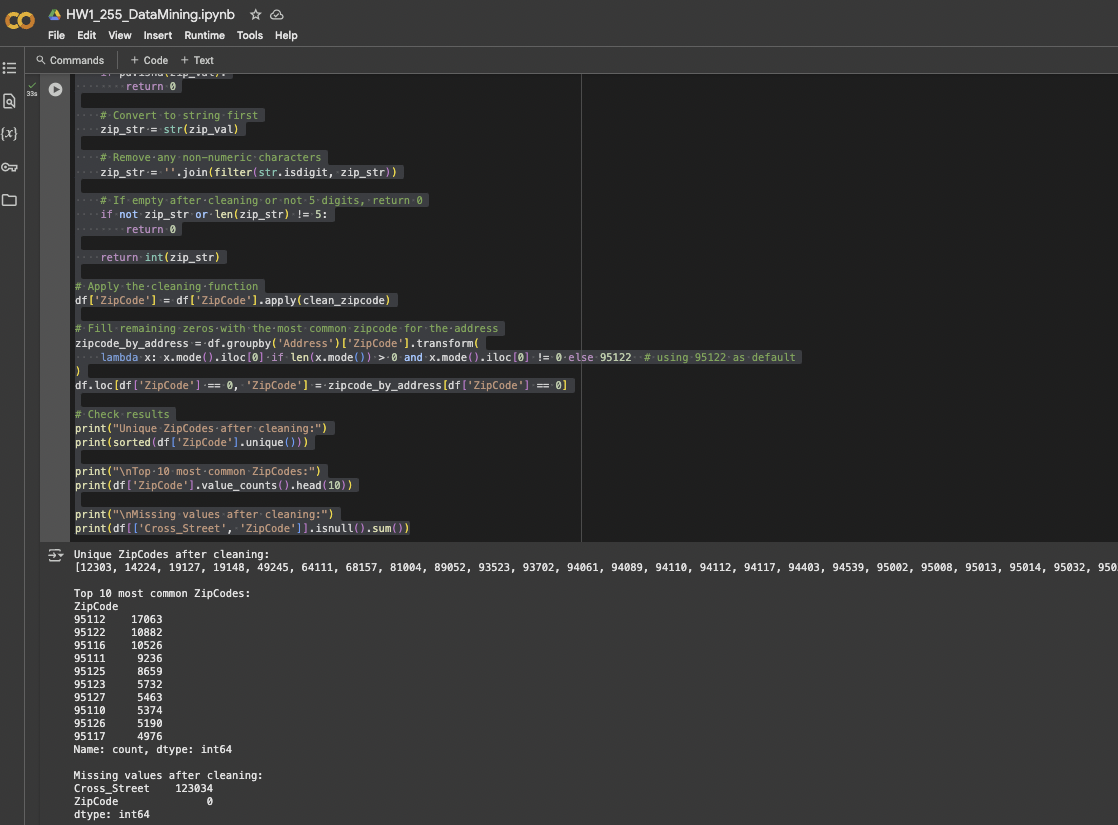 HW1_255_DataMining.ipynb
File Edit View Insert Runtime Tools Help
Commands + Code + Text
33s
return 0
# Convert to string first
zip_str = str(zip_val)
# Remove any non-numeric characters
zip_str = ''.join(filter(str.isdigit, zip_str))
# If empty after cleaning or not 5 digits, return 0
if not zip_str or len(zip_str) != 5:
return 0
return int(zip_str)
# Apply the cleaning function
df['ZipCode'] = df['ZipCode'].apply(clean_zipcode)
# Fill remaining zeros with the most common zipcode for the address
zipcode_by_address = df.groupby('Address')['ZipCode'].transform(
lambda x: x.mode().iloc[0] if len(x.mode()) > 0 and x.mode().iloc[0] != 0 else 95122 # using 95122 as default
)
df.loc[df['ZipCode'] == 0, 'ZipCode'] = zipcode_by_address[df['ZipCode'] == 0]
# Check results
print("Unique ZipCodes after cleaning:")
print(sorted(df['ZipCode'].unique()))
print("\nTop 10 most common ZipCodes:")
print(df['ZipCode'].value_counts().head(10))
print("\nMissing values after cleaning:")
print(df[['Cross_Street', 'ZipCode']].isnull().sum())
Unique ZipCodes after cleaning:
[12303, 14224, 19127, 19148, 49245, 64111, 68157, 81004, 89052, 93523, 93702, 94061, 94089, 94110, 94112, 94117, 94403, 94539, 95002, 95008, 95013, 95014, 95032, 950
Top 10 most common ZipCodes:
ZipCode
95112 17063
95122 10882
95116 10526
95111 9236
95125 8659
95123 5732
95127 5463
95110 5374
95126 5190
95117 4976
Name: count, dtype: int64
Missing values after cleaning:
Cross_Street 123034
ZipCode 0
dtype: int64